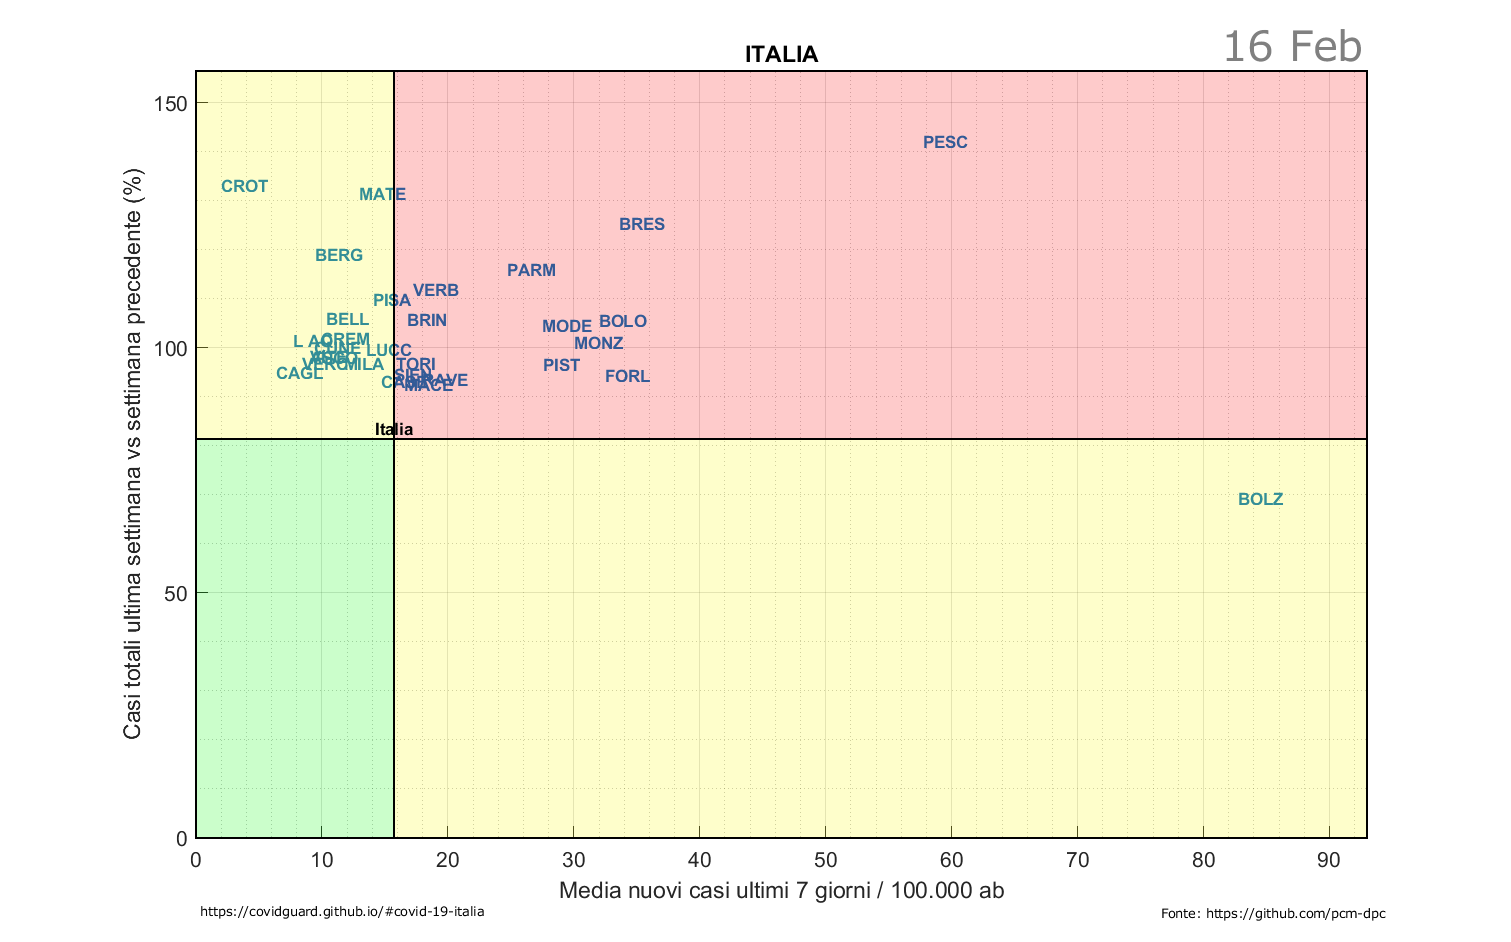 ITALIA
16 Feb
Casi totali ultima settimana vs settimana precedente (%)
150
100
50
0
PESC
CROT
MATE
BRES
BERG
PARM
VERB
PISA
BELL
BRIN
MODE
BOLO
CREM
L AQ
MONZ
LUCC
MILA
TORI
PIST
CAGL
SIEN
FORL
MACE
Italia
BOLZ
0 10 20 30 40 50 60 70 80 90
Media nuovi casi ultimi 7 giorni / 100.000 ab
https://covidguard.github.io/#covid-19-italia
Fonte: https://github.com/pcm-dpc